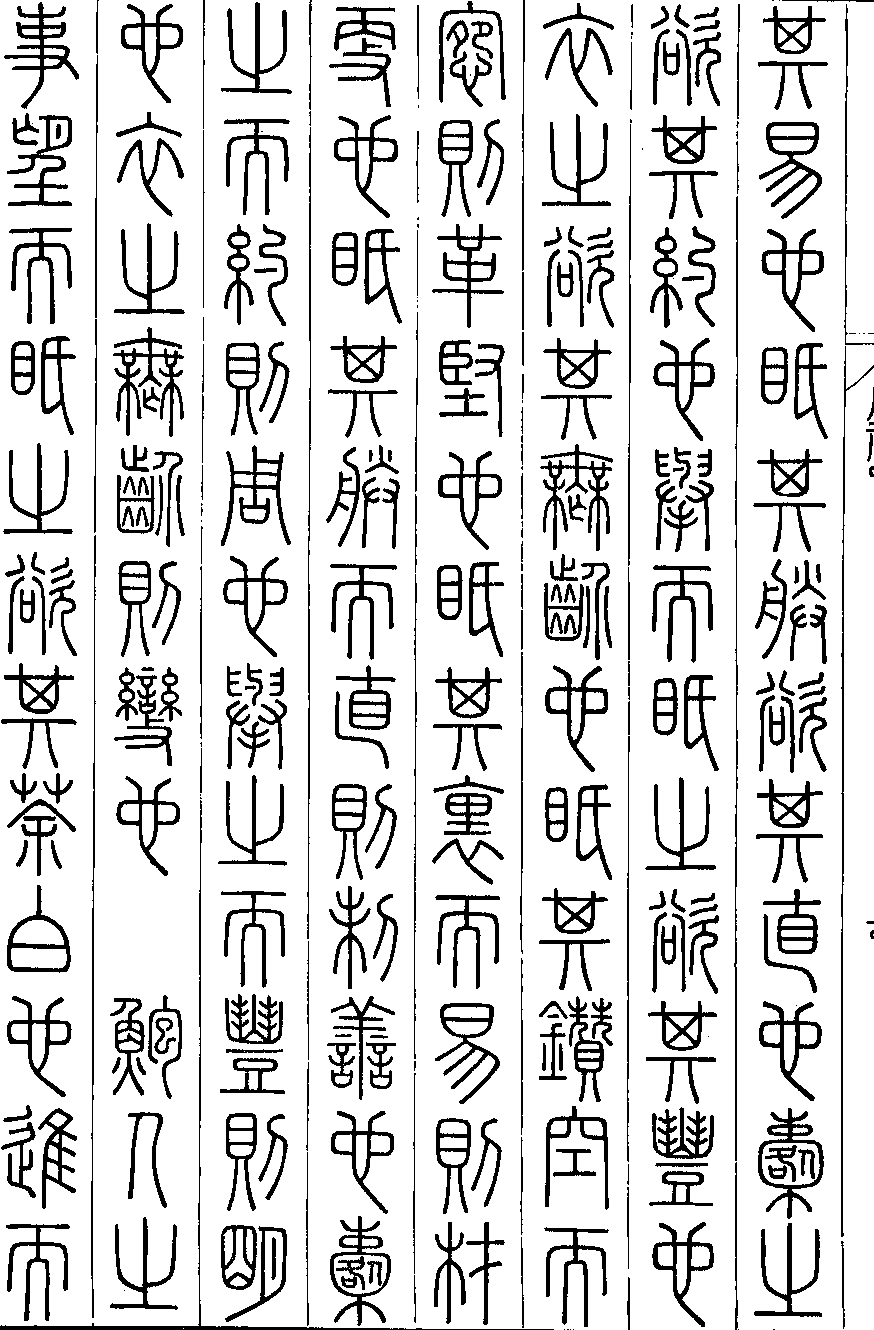 其易也眡其朕欲其直也櫜之
欲其約也舉而眡之欲其豐也
衣之欲其無齘也眡其鑽空而
惌則革堅也眡其裏而易則材
更也眡其朕而直則制善也櫜
之而約則周也舉之而豐則明
也衣之無齘則變也　鮑人之
事望而眡之欲其荼白也進而